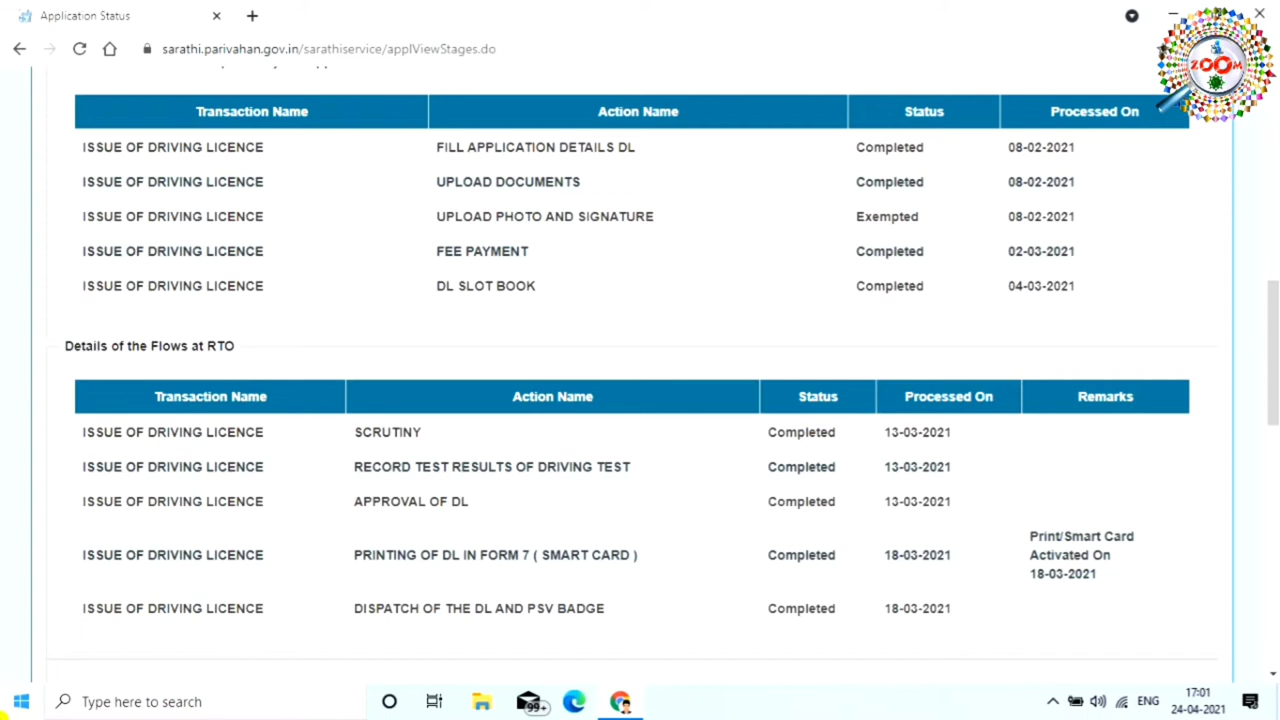 Application Status
sarathi.parivahan.gov.in/sarathiservice/applViewStages.do
ZOOM
Transaction Name Action Name Status Processed On
ISSUE OF DRIVING LICENCE FILL APPLICATION DETAILS DL Completed 08-02-2021
ISSUE OF DRIVING LICENCE UPLOAD DOCUMENTS Completed 08-02-2021
ISSUE OF DRIVING LICENCE UPLOAD PHOTO AND SIGNATURE Exempted 08-02-2021
ISSUE OF DRIVING LICENCE FEE PAYMENT Completed 02-03-2021
ISSUE OF DRIVING LICENCE DL SLOT BOOK Completed 04-03-2021
Details of the Flows at RTO
Transaction Name Action Name Status Processed On Remarks
ISSUE OF DRIVING LICENCE SCRUTINY Completed 13-03-2021
ISSUE OF DRIVING LICENCE RECORD TEST RESULTS OF DRIVING TEST Completed 13-03-2021
ISSUE OF DRIVING LICENCE APPROVAL OF DL Completed 13-03-2021
Print/Smart Card
ISSUE OF DRIVING LICENCE PRINTING OF DL IN FORM 7 ( SMART CARD ) Completed 18-03-2021 Activated On
18-03-2021
ISSUE OF DRIVING LICENCE DISPATCH OF THE DL AND PSV BADGE Completed 18-03-2021
Type here to search 99+ ENG 17:01
24-04-2021